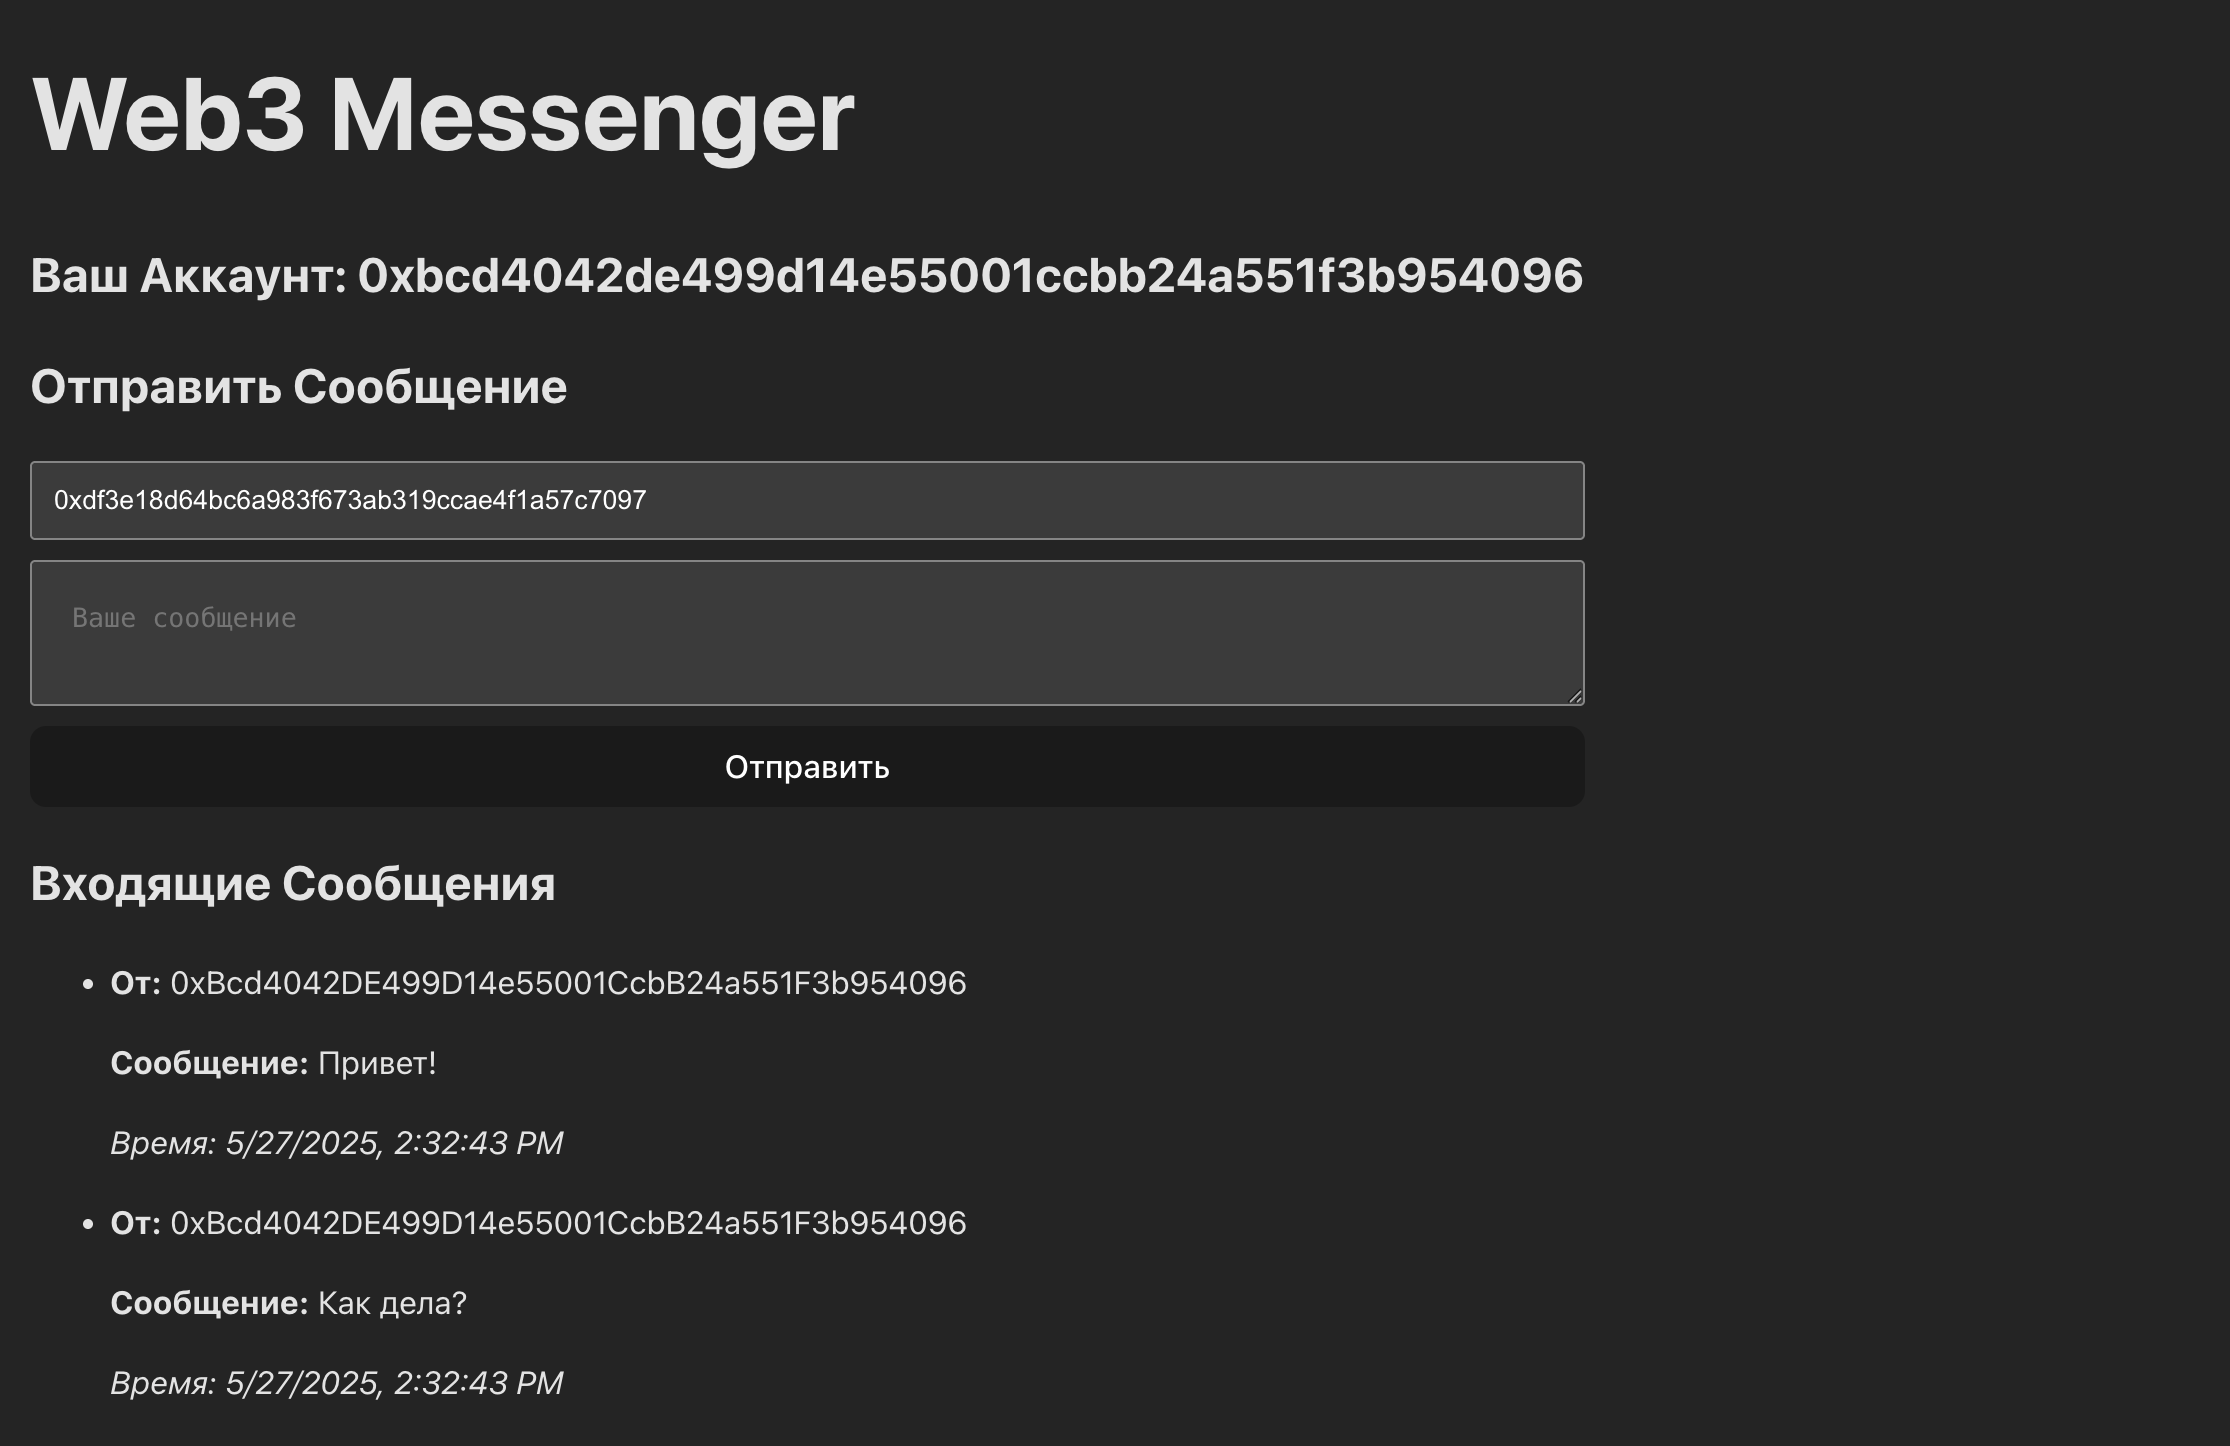 Web3 Messenger
Ваш Аккаунт: 0xbcd4042de499d14e55001ccbb24a551f3b954096
Отправить Сообщение
0xdf3e18d64bc6a983f673ab319ccae4f1a57c7097
Ваше сообщение
Отправить
Входящие Сообщения
От: 0xBcd4042DE499D14e55001CcbB24a551F3b954096
Сообщение: Привет!
Время: 5/27/2025, 2:32:43 PM
От: 0xBcd4042DE499D14e55001CcbB24a551F3b954096
Сообщение: Как дела?
Время: 5/27/2025, 2:32:43 PM